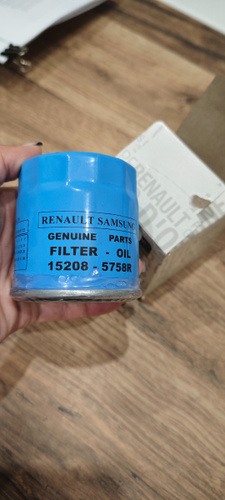 RENAULT SAMSUNG
GENUINE PARTS
FILTER - OIL
15208 - 5758R
RENAULT